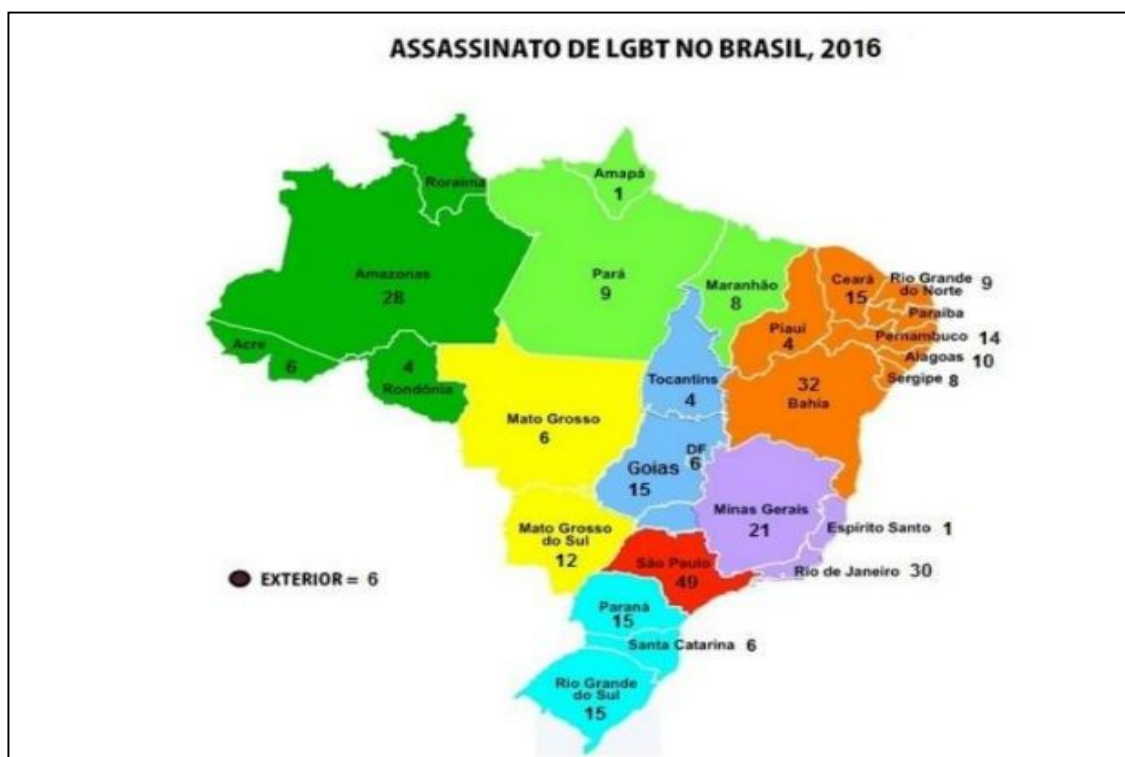 ASSASSINATO DE LGBT NO BRASIL, 2016
Roraima
Amapá
1
Amazonas
28
Pará
9
Maranhão
8
Ceará
15
Rio Grande
do Norte 9
Paraiba
Piauí
4
Pernambuco 14
Alagoas 10
Sergipe 8
Acre
6
4
Rondônia
Tocantins
4
32
Bahia
Mato Grosso
6
DF
6
Goias
15
Minas Gerais
21
Espírito Santo 1
Mato Grosso
do Sul
12
São Paulo
49
Rio de Janeiro 30
EXTERIOR = 6
Paraná
15
Santa Catarina 6
Rio Grande
do Sul
15